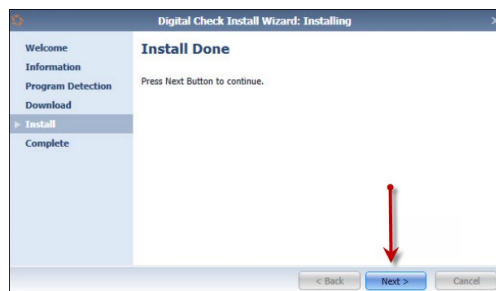 Digital Check Install Wizard: Installing
Welcome
Information
Program Detection
Download
Install
Complete
Install Done
Press Next Button to continue.
< Back
Next >
Cancel